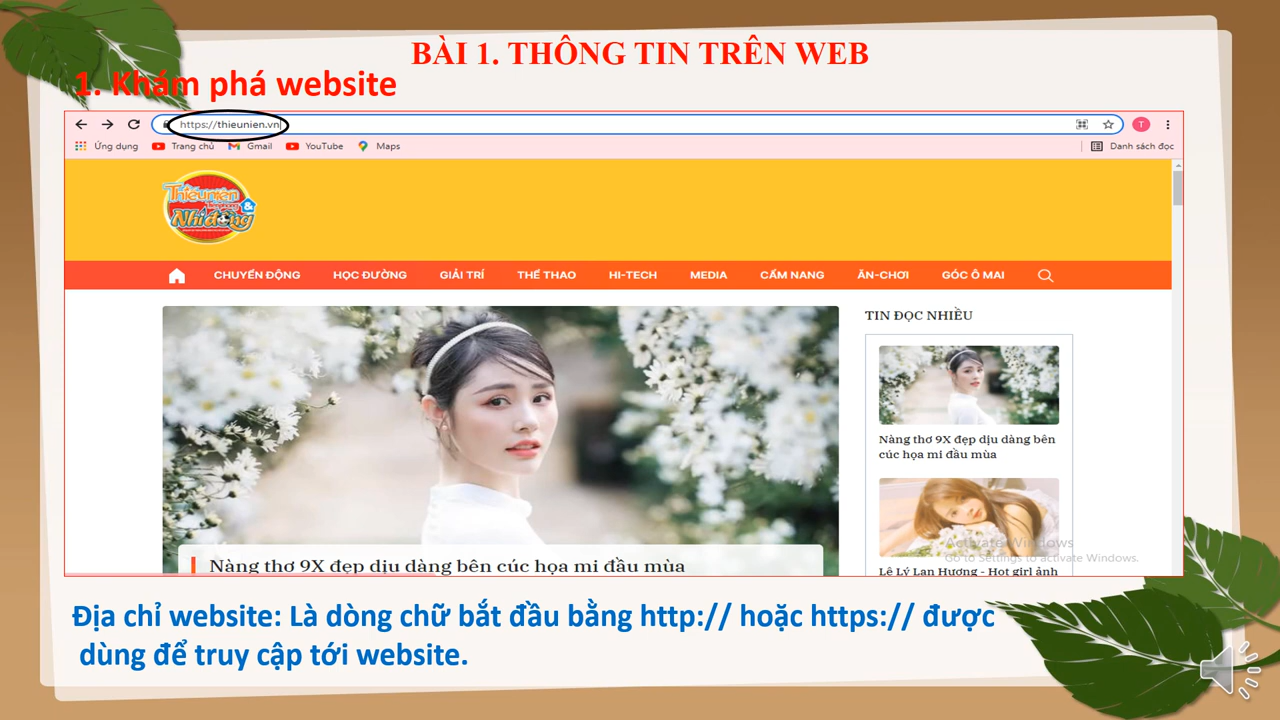 BÀI 1. THÔNG TIN TRÊN WEB
1. Khám phá website
https://thieunien.vn
T
Ứng dụng Trang chủ Gmail YouTube Maps Danh sách đọc
Thiếu niên
&
Nhi đồng
CHUYỂN ĐỘNG HỌC ĐƯỜNG GIẢI TRÍ THỂ THAO HI-TECH MEDIA CẨM NANG ĂN-CHƠI GÓC Ô MAI
TIN ĐỌC NHIỀU
Nàng thơ 9X đẹp dịu dàng bên
cúc họa mi đầu mùa
Nàng thơ 9X đẹp dịu dàng bên cúc họa mi đầu mùa
Lê Lý Lan Hương - Hot girl ảnh
Activate Windows
Go to Settings to activate Windows.
Địa chỉ website: Là dòng chữ bắt đầu bằng http:// hoặc https:// được
dùng để truy cập tới website.